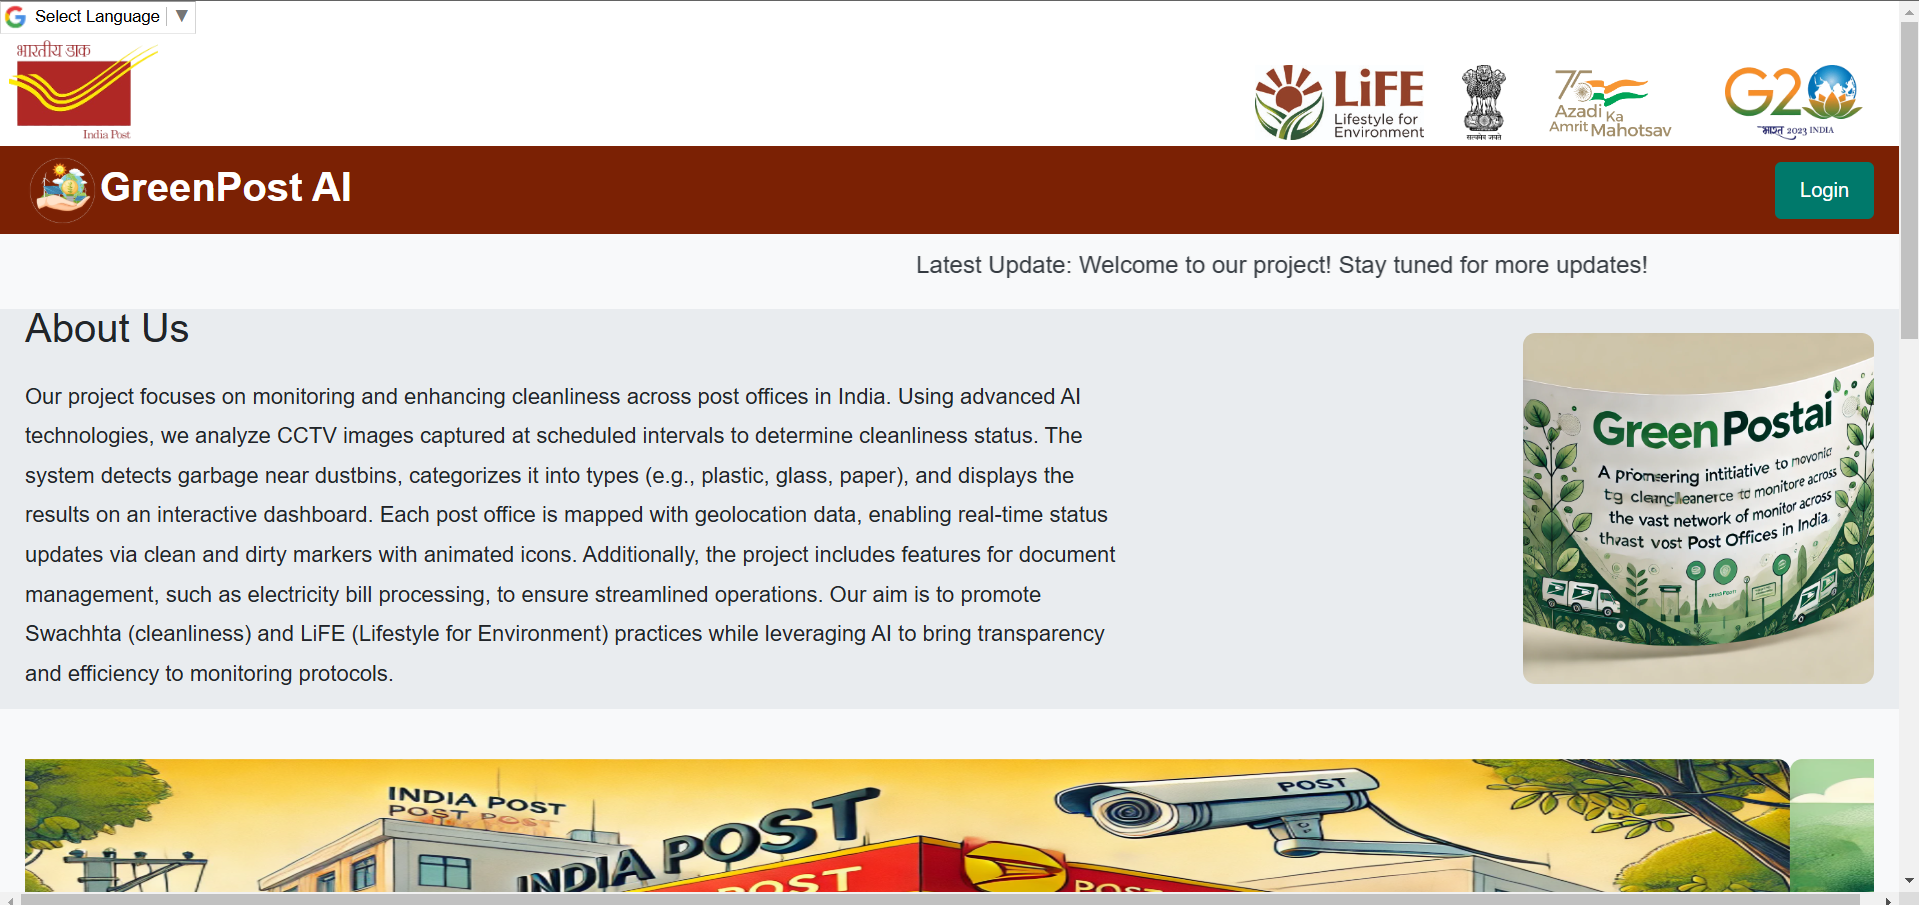 Select Language
भारतीय डाक
India Post
LiFE
Lifestyle for
Environment
सत्यमेव जयते
75
Azadi Ka
Amrit Mahotsav
G20
भारत 2023 INDIA
GreenPost AI
Login
Latest Update: Welcome to our project! Stay tuned for more updates!
About Us
Our project focuses on monitoring and enhancing cleanliness across post offices in India. Using advanced AI
technologies, we analyze CCTV images captured at scheduled intervals to determine cleanliness status. The
system detects garbage near dustbins, categorizes it into types (e.g., plastic, glass, paper), and displays the
results on an interactive dashboard. Each post office is mapped with geolocation data, enabling real-time status
updates via clean and dirty markers with animated icons. Additionally, the project includes features for document
management, such as electricity bill processing, to ensure streamlined operations. Our aim is to promote
Swachhta (cleanliness) and LiFE (Lifestyle for Environment) practices while leveraging AI to bring transparency
and efficiency to monitoring protocols.
Green Postai
A proneering intitiative to
to monitore across
the vast network of monitor across
thvast vost Post Offices in India.
INDIA POST
POST POST
INDIA POST
POST
OST
POST